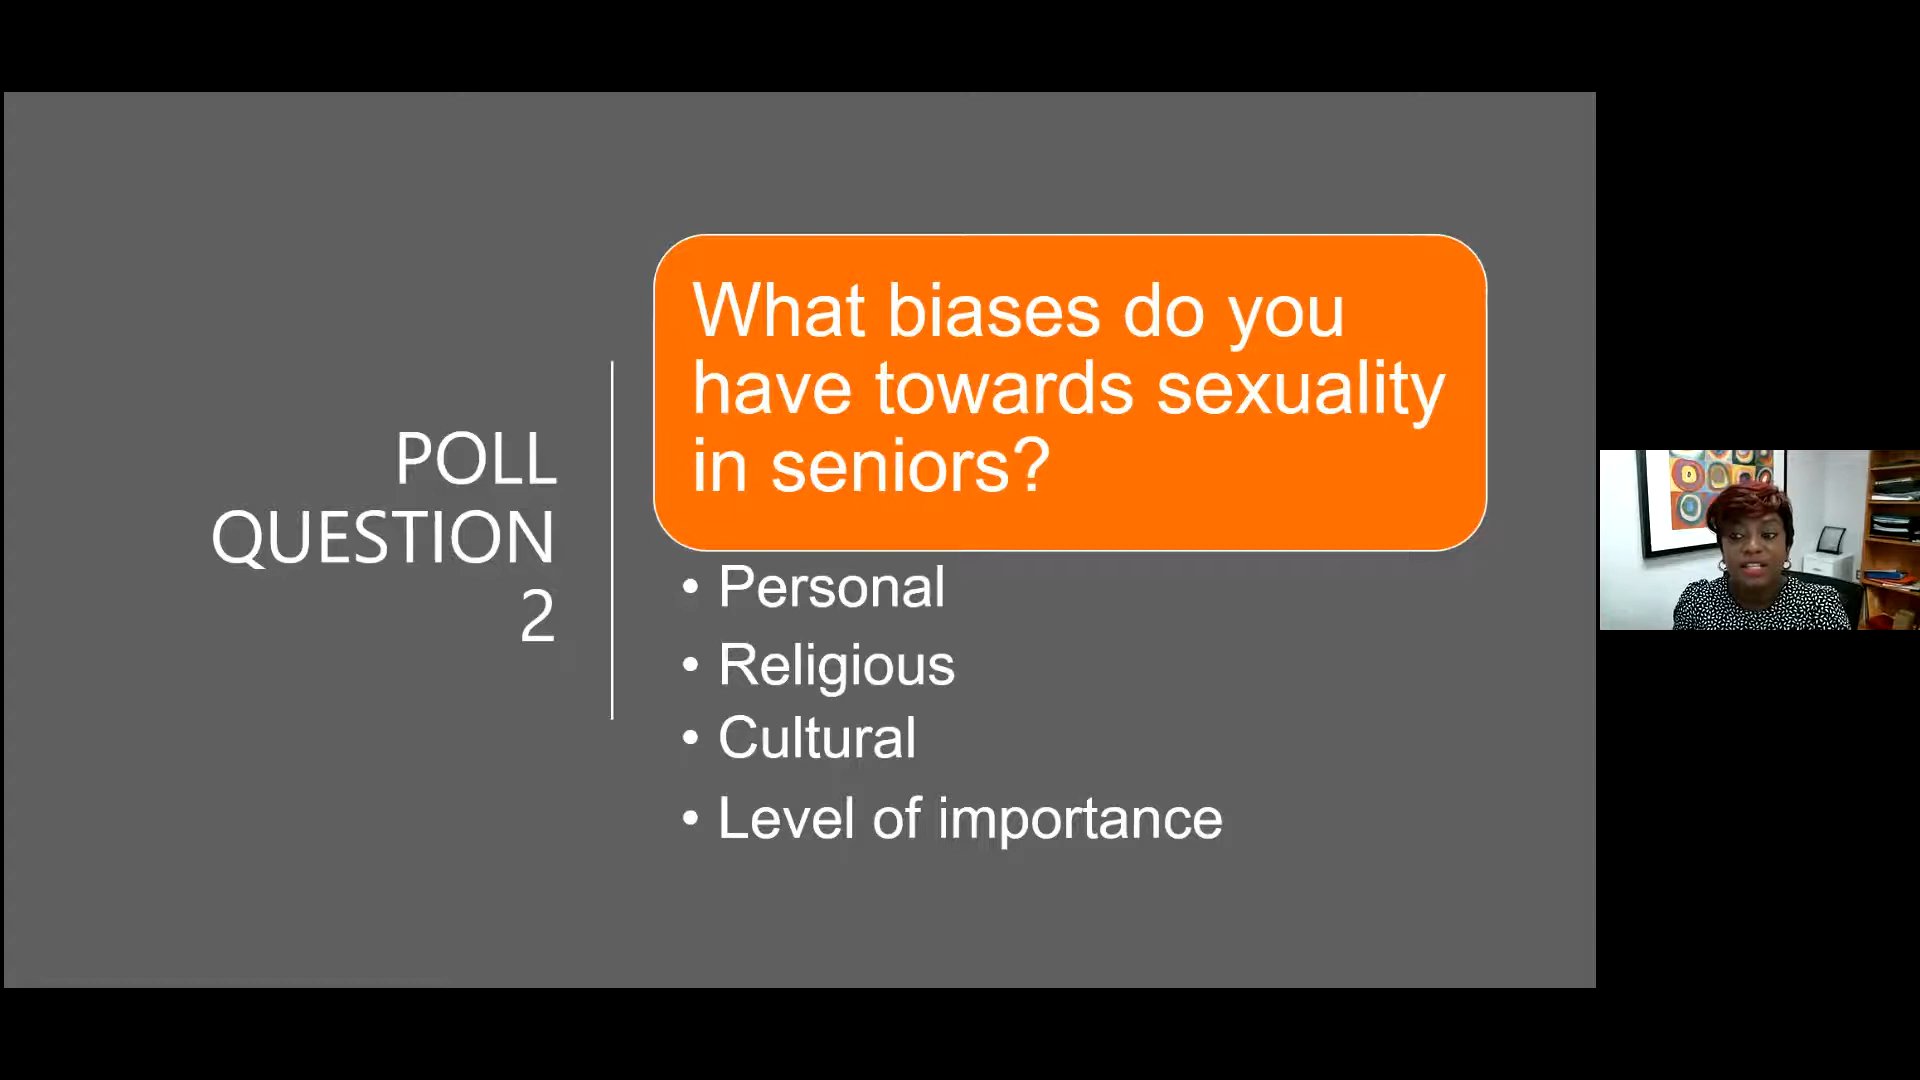 POLL
QUESTION
2
What biases do you
have towards sexuality
in seniors?
• Personal
• Religious
• Cultural
• Level of importance